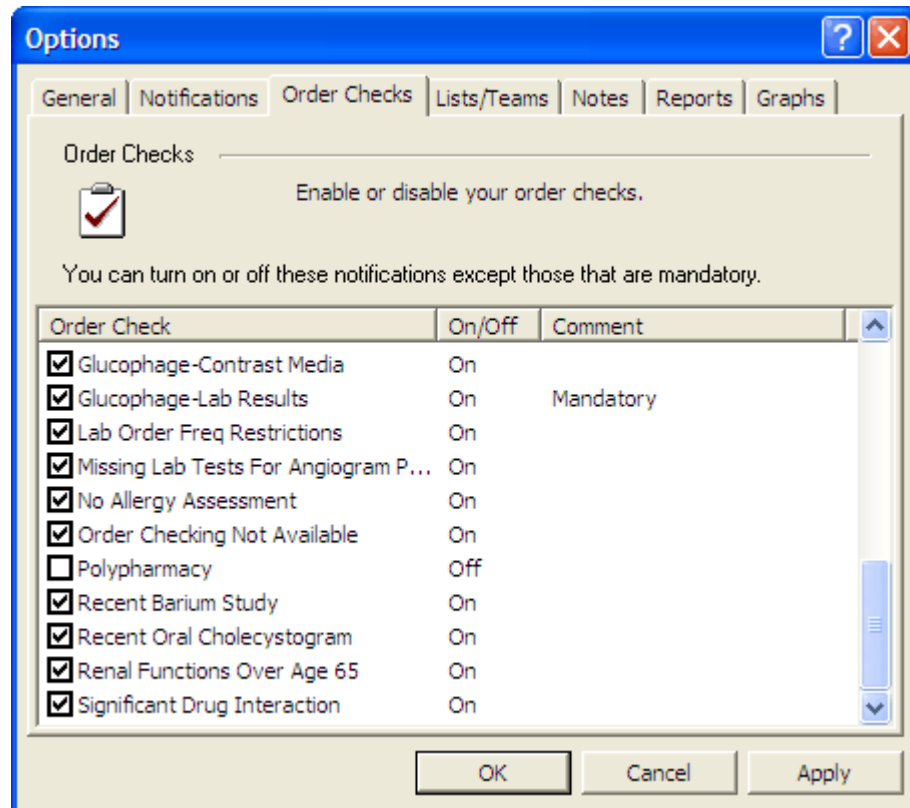 Options
General Notifications Order Checks Lists/Teams Notes Reports Graphs
Order Checks
Enable or disable your order checks.
You can turn on or off these notifications except those that are mandatory.
Order Check On/Off Comment
Glucophage-Contrast Media On
Glucophage-Lab Results On Mandatory
Lab Order Freq Restrictions On
Missing Lab Tests For Angiogram P... On
No Allergy Assessment On
Order Checking Not Available On
Polypharmacy Off
Recent Barium Study On
Recent Oral Cholecystogram On
Renal Functions Over Age 65 On
Significant Drug Interaction On
OK Cancel Apply